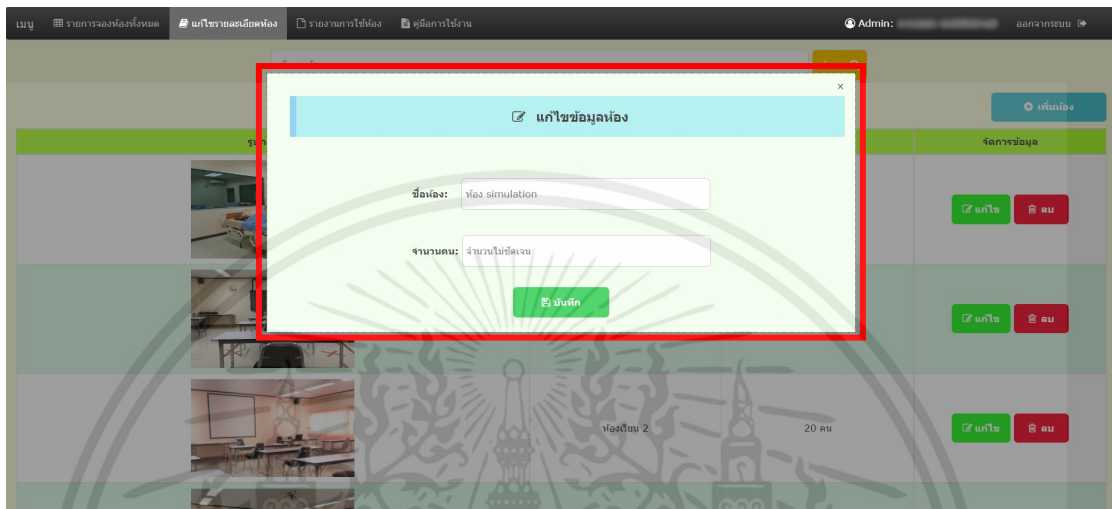 เมนู รายการจองห้องทั้งหมด แก้ไขรายละเอียดห้อง รายงานการใช้ห้อง คู่มือการใช้งาน Admin: ออกจากระบบ
×
แก้ไขข้อมูลห้อง
เพิ่มห้อง
จัดการข้อมูล
ชื่อห้อง: ห้อง simulation
แก้ไข ลบ
จำนวนคน: จำนวนไม่ชัดเจน
บันทึก
แก้ไข ลบ
ห้องเรียน 2 20 คน แก้ไข ลบ